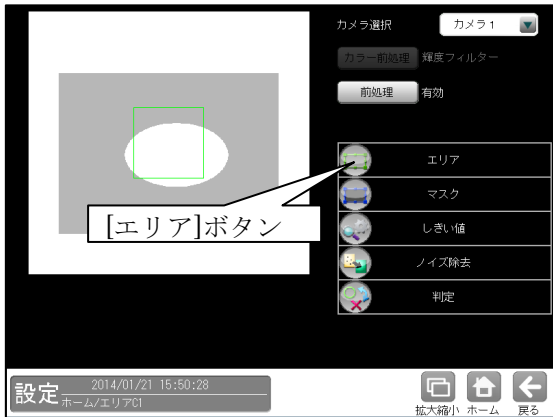 カメラ選択 カメラ1
カラー前処理 輝度フィルター
前処理 有効
エリア
マスク
[エリア]ボタン
しきい値
ノイズ除去
判定
設定 2014/01/21 15:50:28
ホーム/エリアC1
拡大縮小 ホーム 戻る